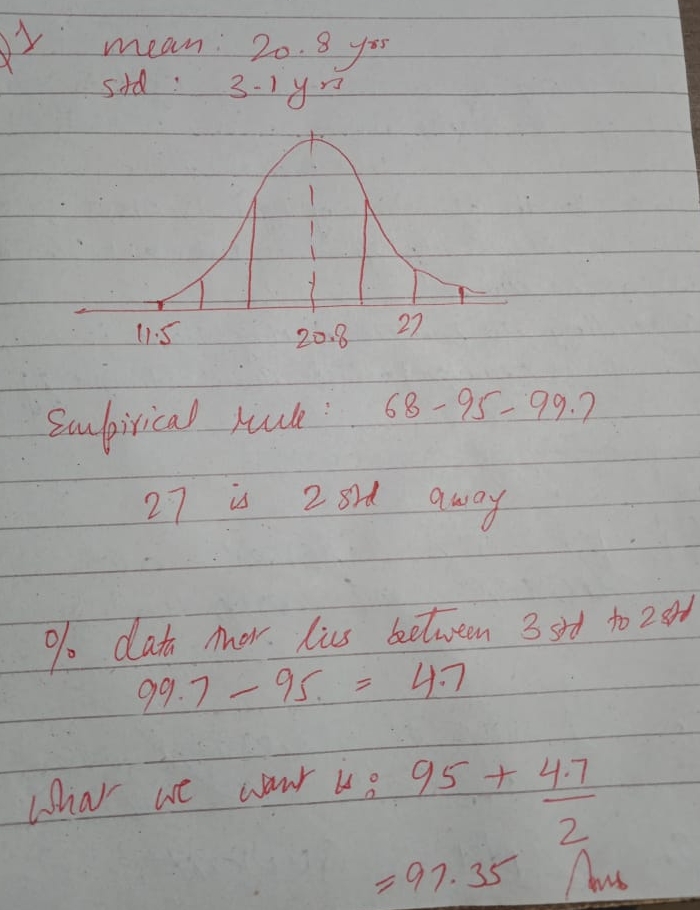 Q1. mean: 20.8 yrs
std: 3.1 yrs
11.5 20.8 27
Empirical rule: 68-95-99.7
27 is 2 std away
% data that lies between 3 std to 2 std
99.7 - 95 = 4.7
What we want is: 95 + 4.7/2
= 97.35 Ans